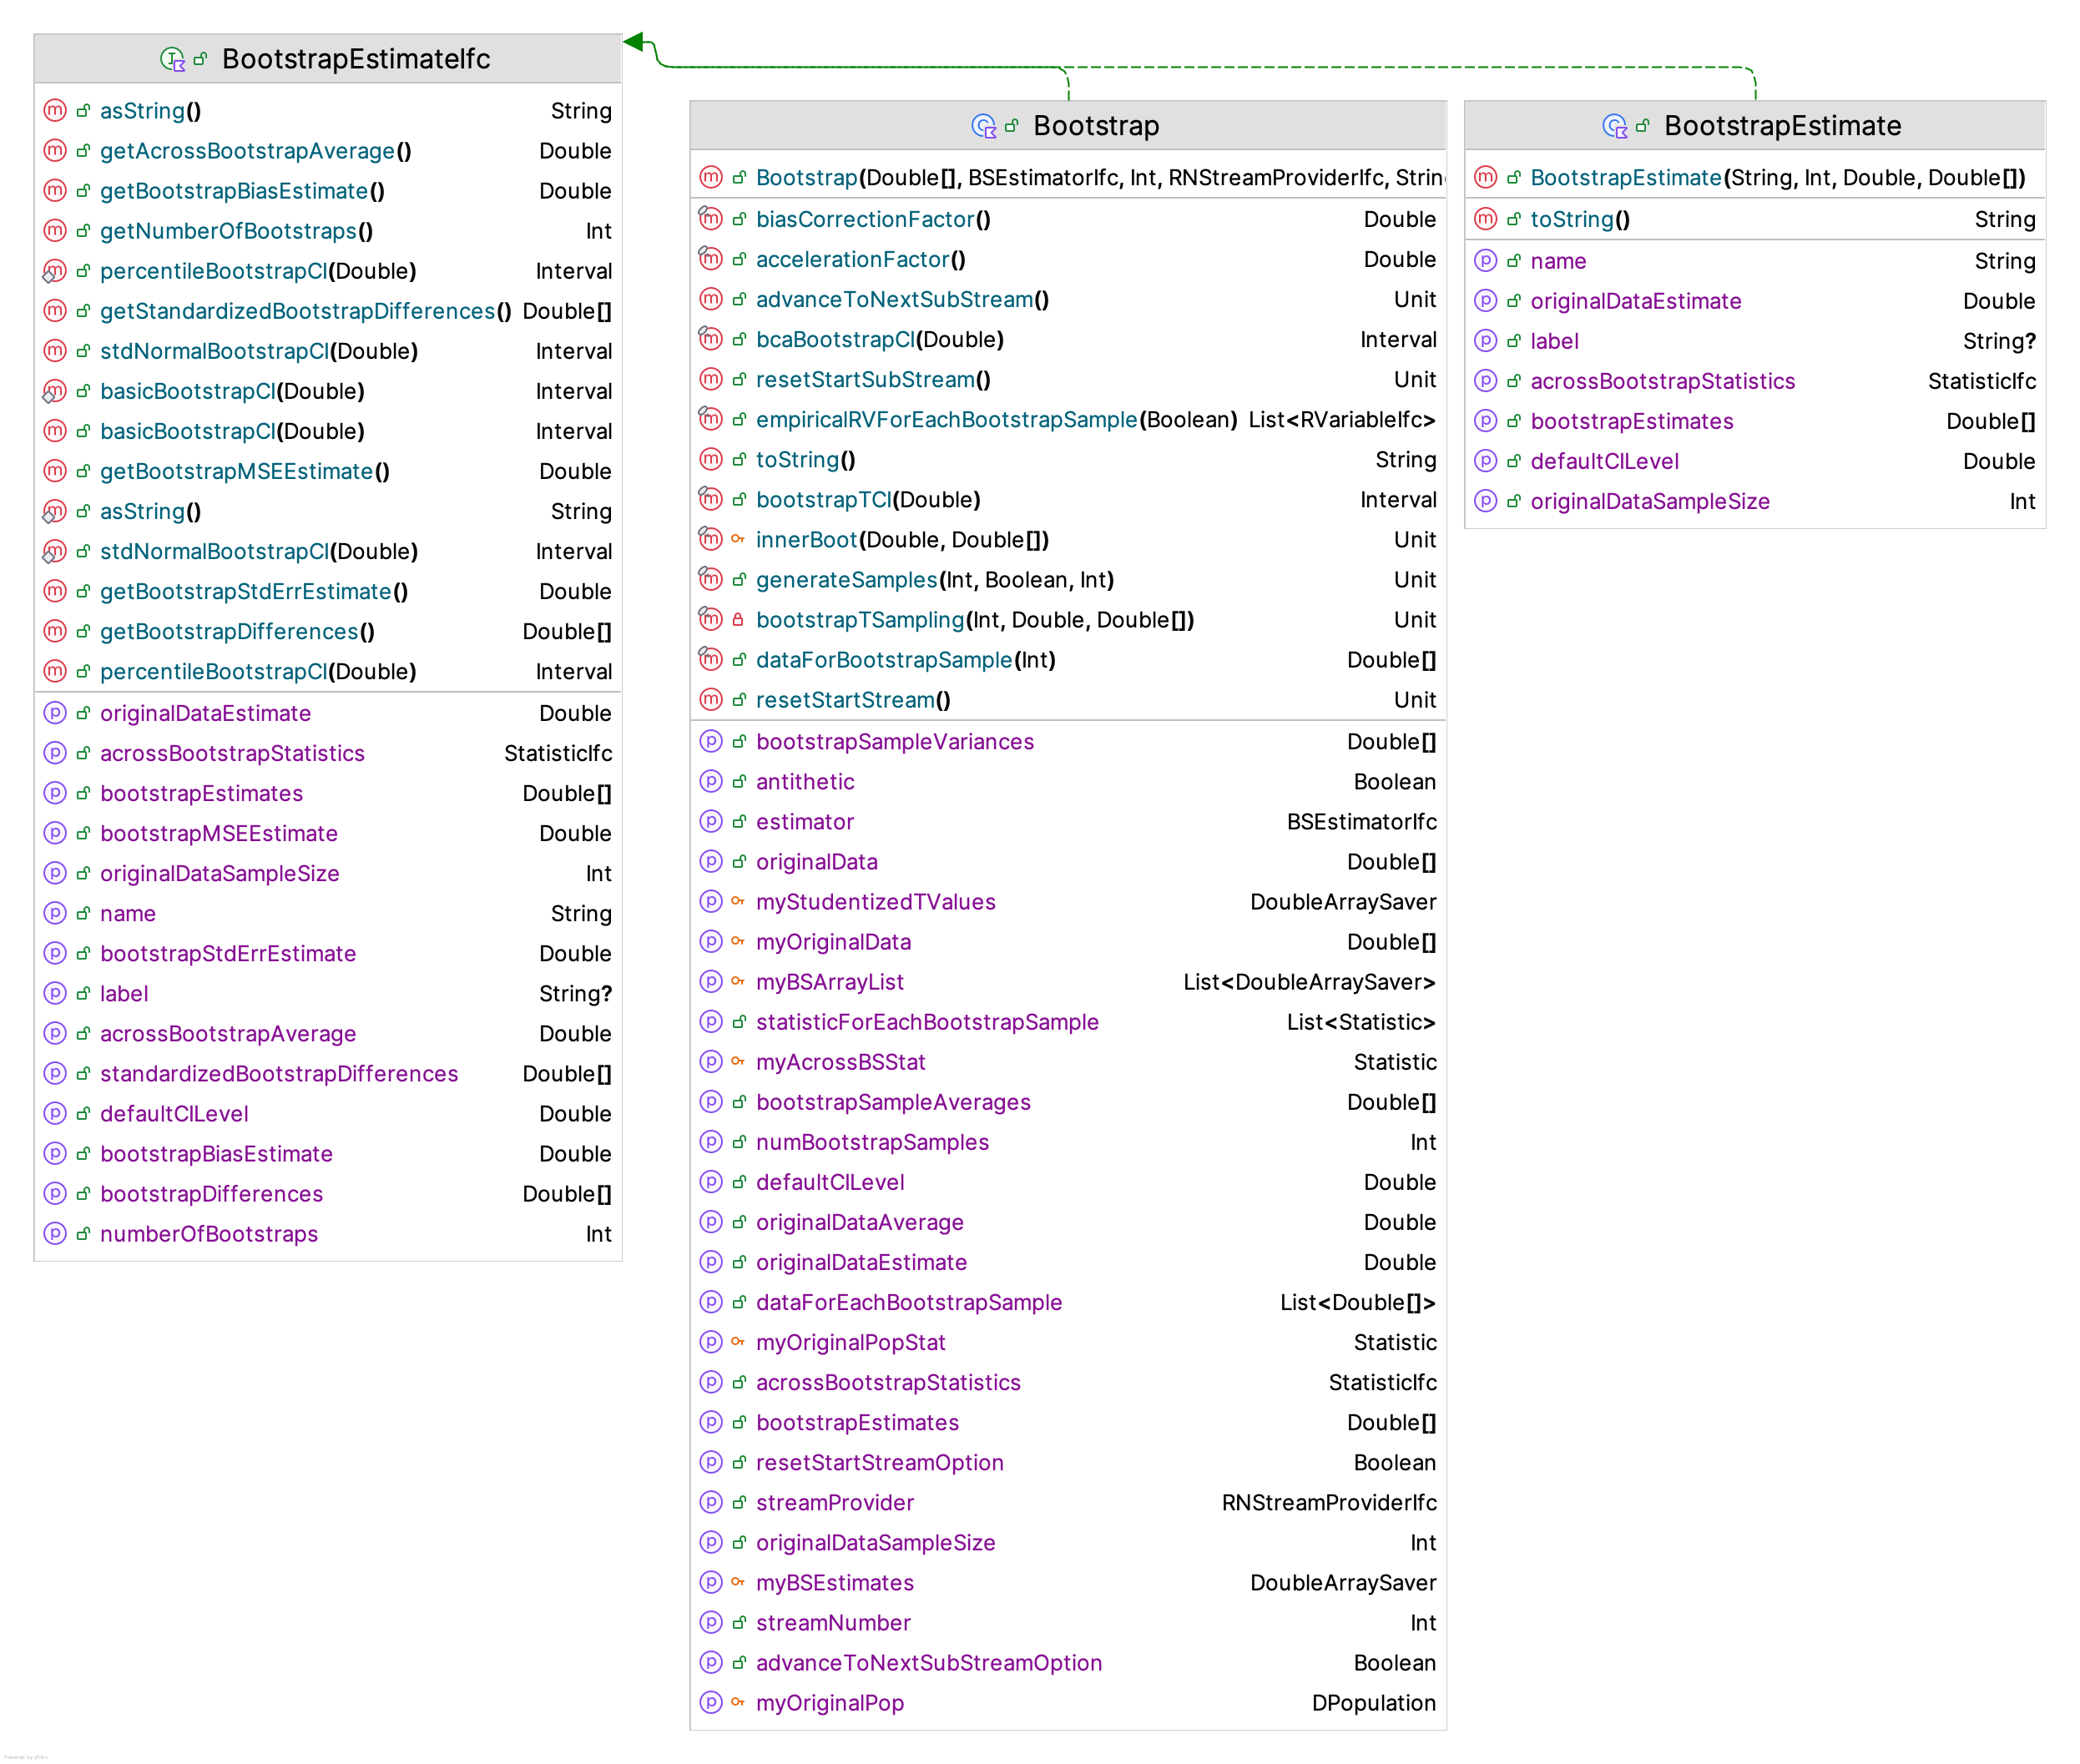 BootstrapEstimateIfc
asString() String
getAcrossBootstrapAverage() Double
getBootstrapBiasEstimate() Double
getNumberOfBootstraps() Int
percentileBootstrapCI(Double) Interval
getStandardizedBootstrapDifferences() Double[]
stdNormalBootstrapCI(Double) Interval
basicBootstrapCI(Double) Interval
basicBootstrapCI(Double) Interval
getBootstrapMSEEstimate() Double
asString() String
stdNormalBootstrapCI(Double) Interval
getBootstrapStdErrEstimate() Double
getBootstrapDifferences() Double[]
percentileBootstrapCI(Double) Interval
originalDataEstimate Double
acrossBootstrapStatistics StatisticIfc
bootstrapEstimates Double[]
bootstrapMSEEstimate Double
originalDataSampleSize Int
name String
bootstrapStdErrEstimate Double
label String?
acrossBootstrapAverage Double
standardizedBootstrapDifferences Double[]
defaultCILevel Double
bootstrapBiasEstimate Double
bootstrapDifferences Double[]
numberOfBootstraps Int
Bootstrap
Bootstrap(Double[], BSEstimatorIfc, Int, RNStreamProviderIfc, Strin
biasCorrectionFactor() Double
accelerationFactor() Double
advanceToNextSubStream() Unit
bcaBootstrapCI(Double) Interval
resetStartSubStream() Unit
empiricalRVForEachBootstrapSample(Boolean) List<RVariableIfc>
toString() String
bootstrapTCI(Double) Interval
innerBoot(Double, Double[]) Unit
generateSamples(Int, Boolean, Int) Unit
bootstrapTSampling(Int, Double, Double[]) Unit
dataForBootstrapSample(Int) Double[]
resetStartStream() Unit
bootstrapSampleVariances Double[]
antithetic Boolean
estimator BSEstimatorIfc
originalData Double[]
myStudentizedTValues DoubleArraySaver
myOriginalData Double[]
myBSArrayList List<DoubleArraySaver>
statisticForEachBootstrapSample List<Statistic>
myAcrossBSStat Statistic
bootstrapSampleAverages Double[]
numBootstrapSamples Int
defaultCILevel Double
originalDataAverage Double
originalDataEstimate Double
dataForEachBootstrapSample List<Double[]>
myOriginalPopStat Statistic
acrossBootstrapStatistics StatisticIfc
bootstrapEstimates Double[]
resetStartStreamOption Boolean
streamProvider RNStreamProviderIfc
originalDataSampleSize Int
myBSEstimates DoubleArraySaver
streamNumber Int
advanceToNextSubStreamOption Boolean
myOriginalPop DPopulation
BootstrapEstimate
BootstrapEstimate(String, Int, Double, Double[])
toString() String
name String
originalDataEstimate Double
label String?
acrossBootstrapStatistics StatisticIfc
bootstrapEstimates Double[]
defaultCILevel Double
originalDataSampleSize Int
Powered by yFiles